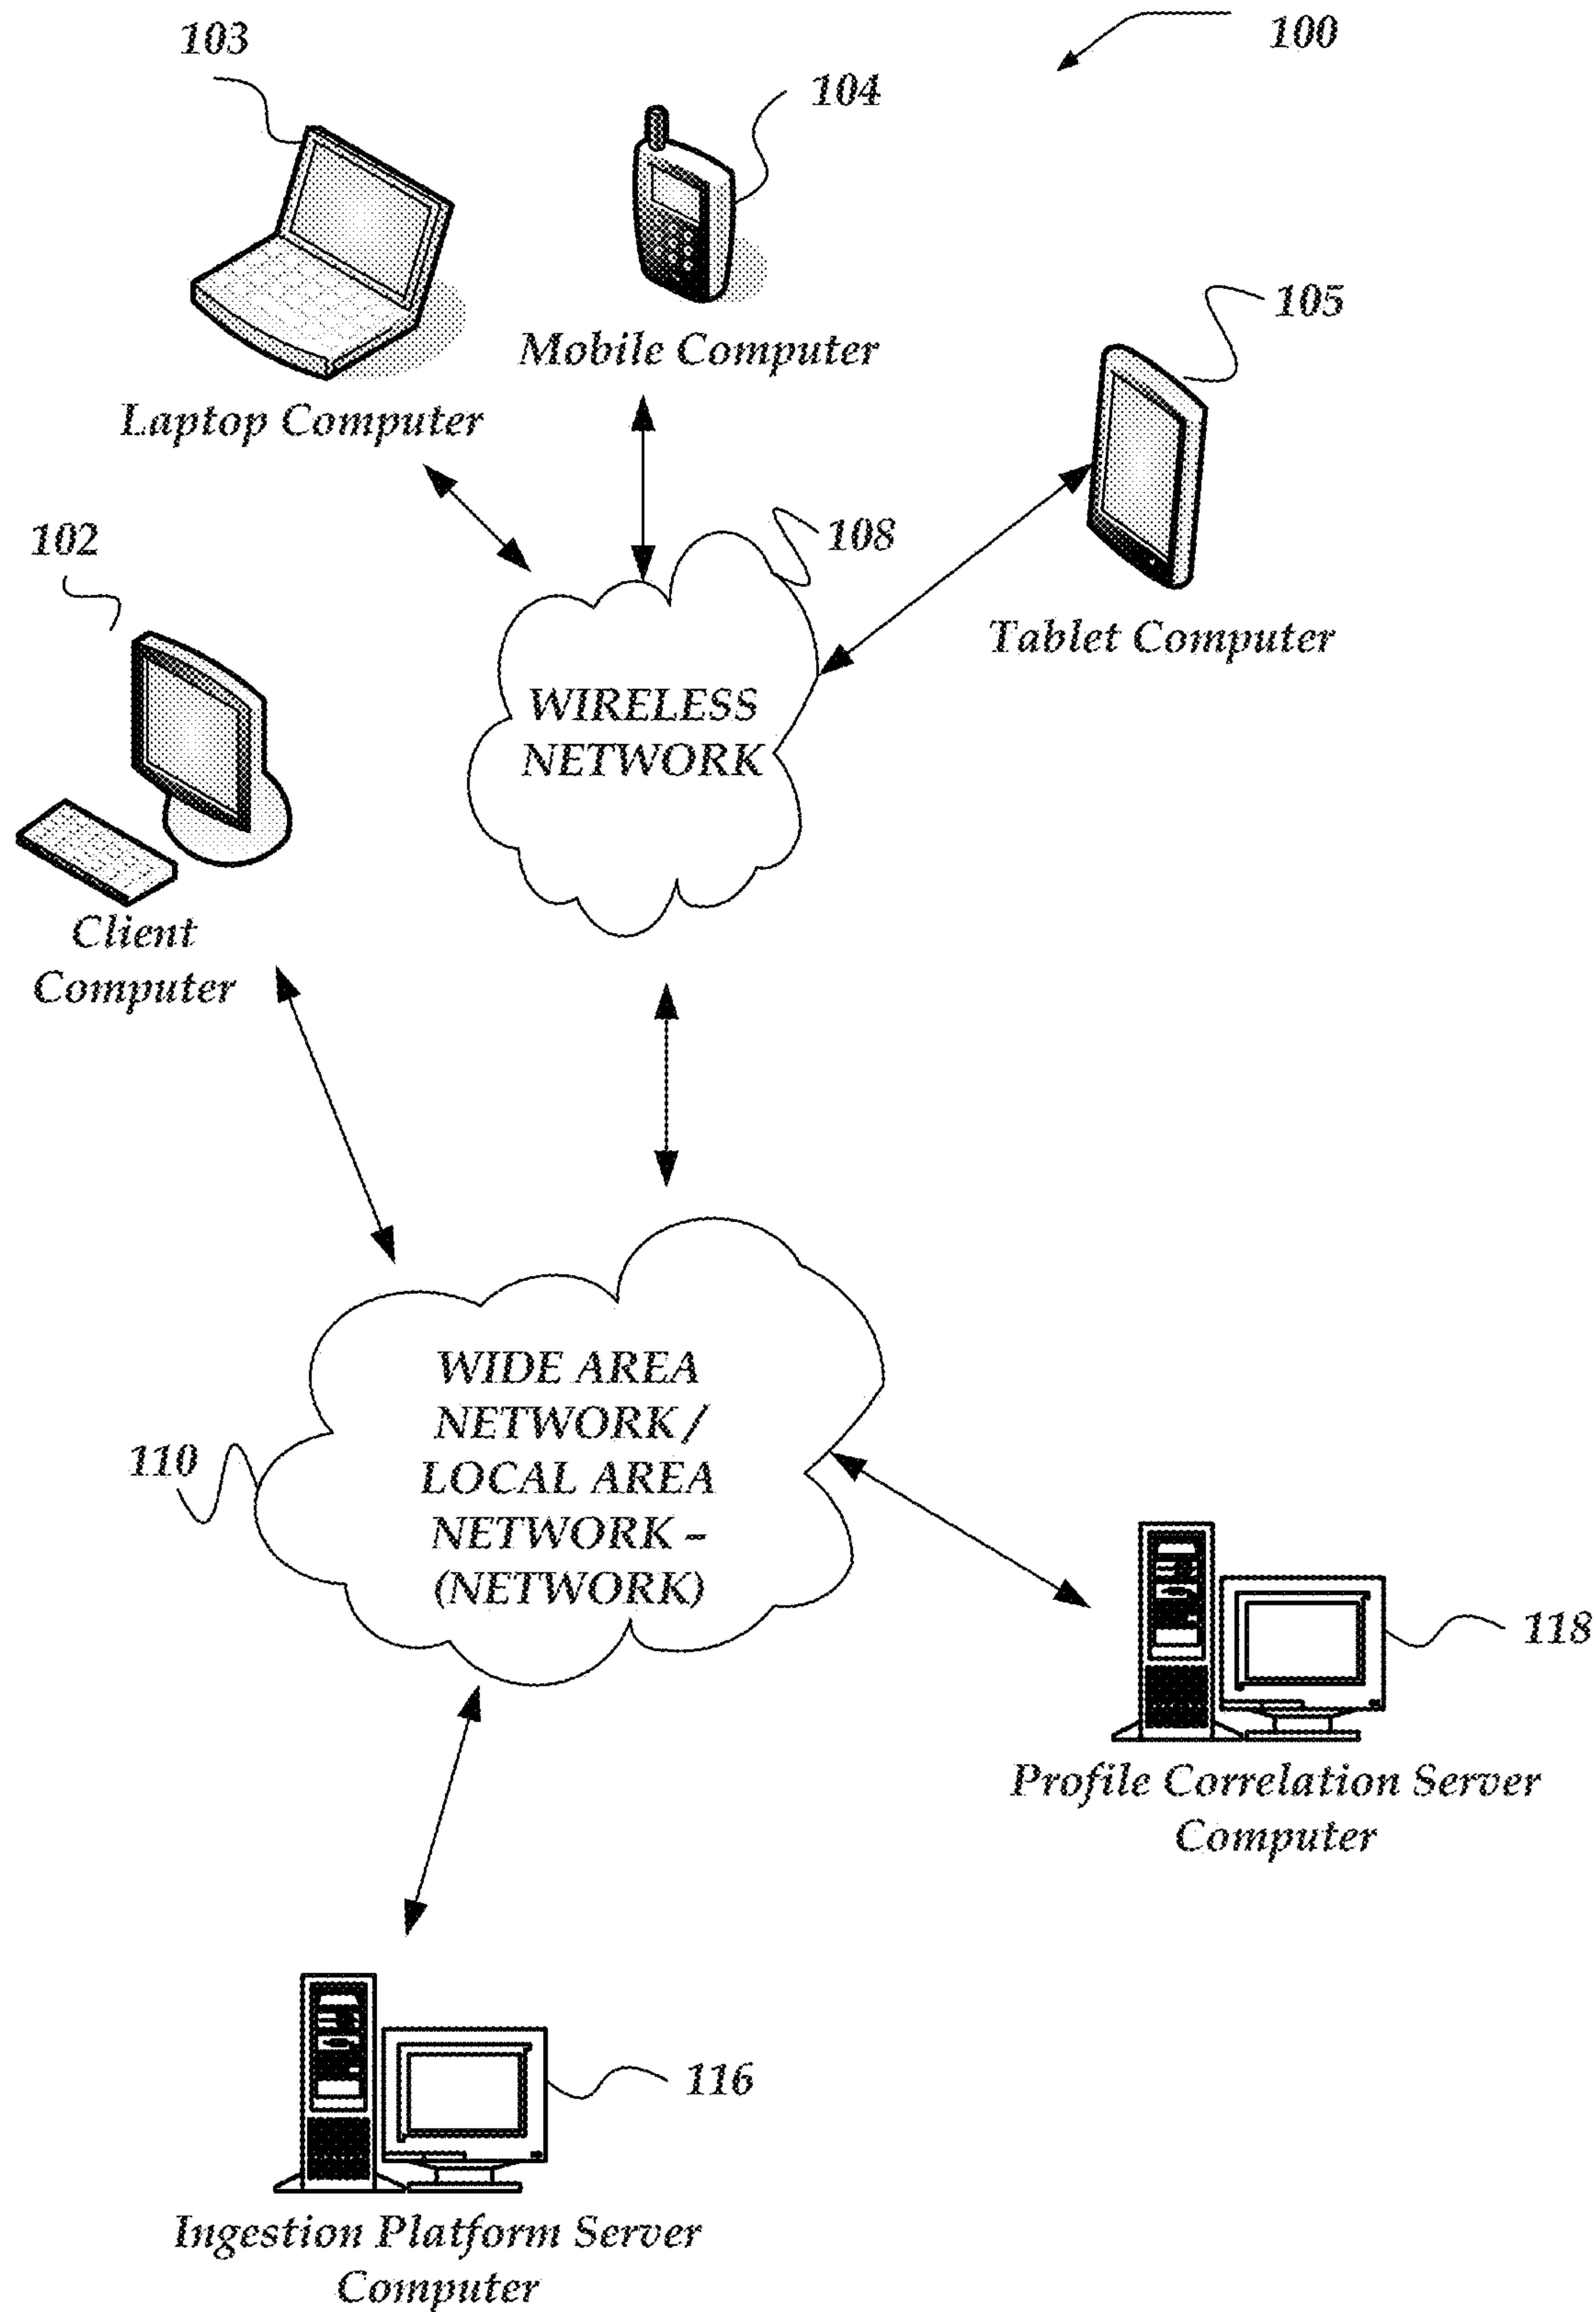 100
103
104
Mobile Computer
105
Laptop Computer
108
102
Tablet Computer
WIRELESS
NETWORK
Client
Computer
WIDE AREA
NETWORK /
LOCAL AREA
NETWORK –
(NETWORK)
110
118
Profile Correlation Server
Computer
116
Ingestion Platform Server
Computer